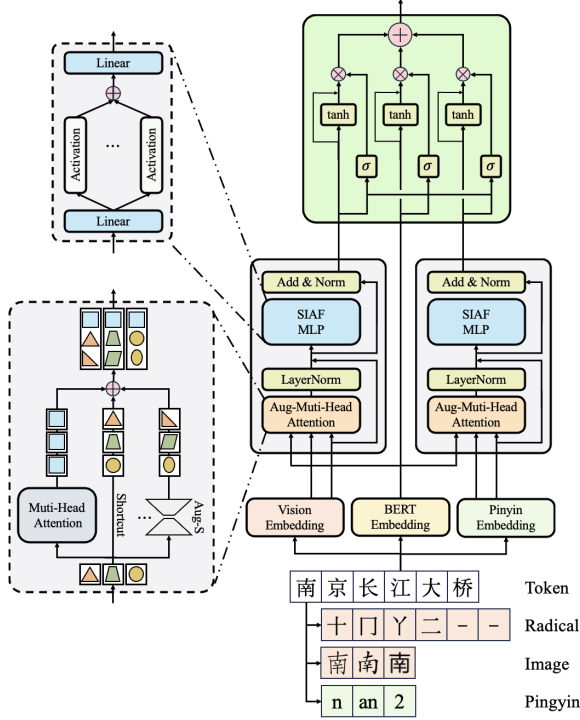 Linear
Activation
...
Activation
Linear
tanh
tanh
tanh
σ
σ
σ
Add & Norm
SIAF
MLP
LayerNorm
Aug-Muti-Head
Attention
Add & Norm
SIAF
MLP
LayerNorm
Aug-Muti-Head
Attention
Muti-Head
Attention
Shortcut
...
Aug-S
Vision
Embedding
BERT
Embedding
Pinyin
Embedding
南 京 长 江 大 桥 Token
十 冂 丫 二 - - Radical
南 南 南 Image
n an 2 Pingyin